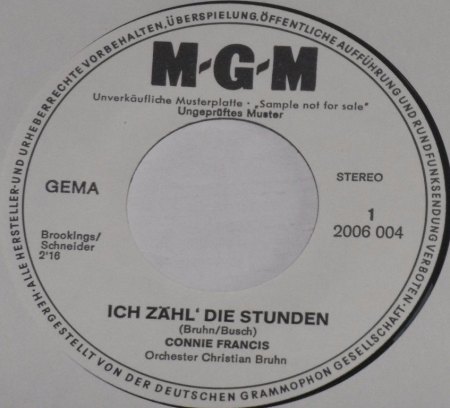 ·ALLE HERSTELLER- UND URHEBERRECHTE VORBEHALTEN, ÜBERSPIELUNG, ÖFFENTLICHE AUFFÜHRUNG UND RUNDFUNKSENDUNG VERBOTEN·
M-G-M
Unverkäufliche Musterplatte - „Sample not for sale"
Ungeprüftes Muster
GEMA
STEREO
1
2006 004
Brookings/
Schneider
2'16
ICH ZÄHL' DIE STUNDEN
(Bruhn/Busch)
CONNIE FRANCIS
Orchester Christian Bruhn
HERGESTELLT VON DER DEUTSCHEN GRAMMOPHON GESELLSCHAFT·